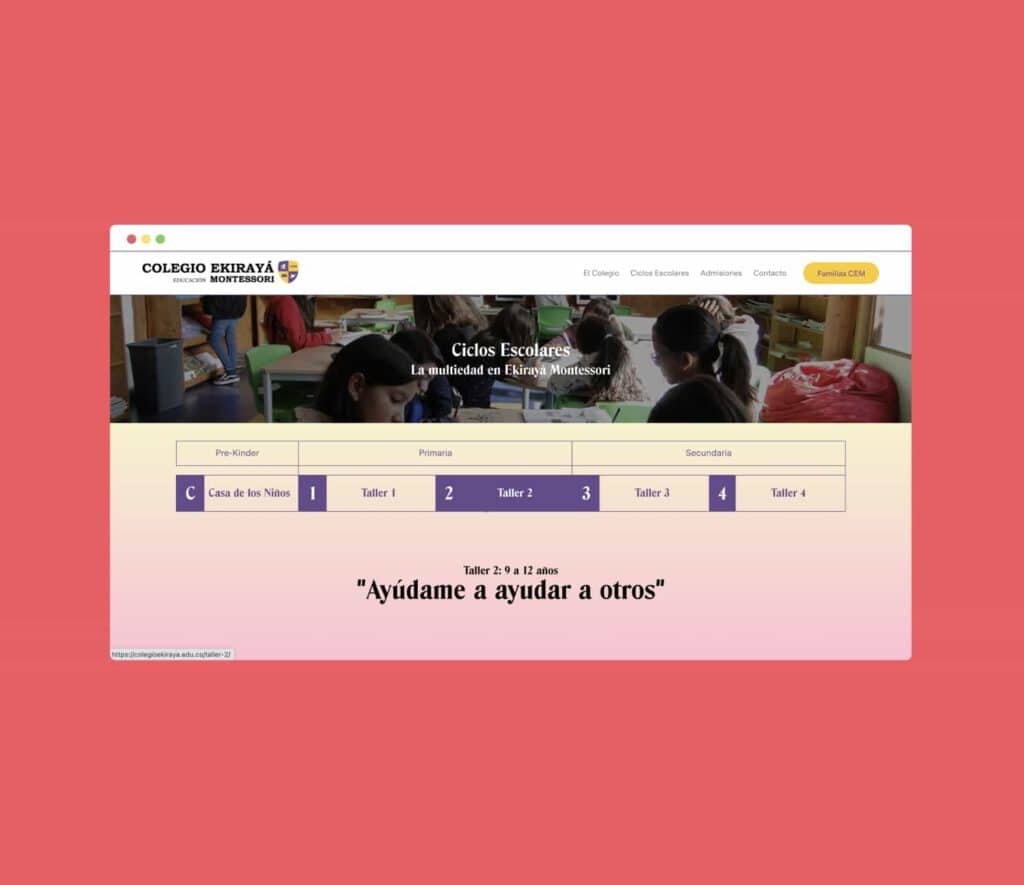 COLEGIO EKIRAYÁ
EDUCACIÓN MONTESSORI
El Colegio Ciclos Escolares Admisiones Contacto Familias CEM
Ciclos Escolares
La multiedad en Ekirayá Montessori
Pre-Kinder Primaria Secundaria
C Casa de los Niños 1 Taller 1 2 Taller 2 3 Taller 3 4 Taller 4
Taller 2: 9 a 12 años
"Ayúdame a ayudar a otros"
https://colegioekiraya.edu.co/taller-2/